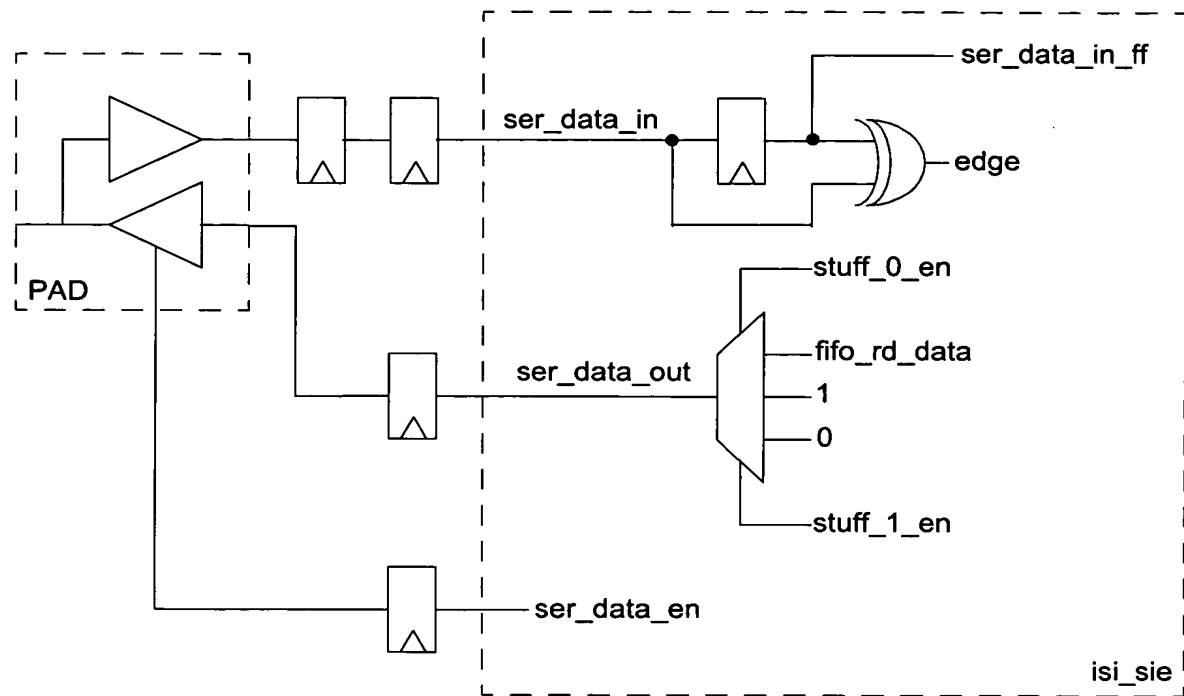 ser_data_in_ff
ser_data_in
edge
PAD
stuff_0_en
fifo_rd_data
ser_data_out
1
0
stuff_1_en
ser_data_en
isi_sie